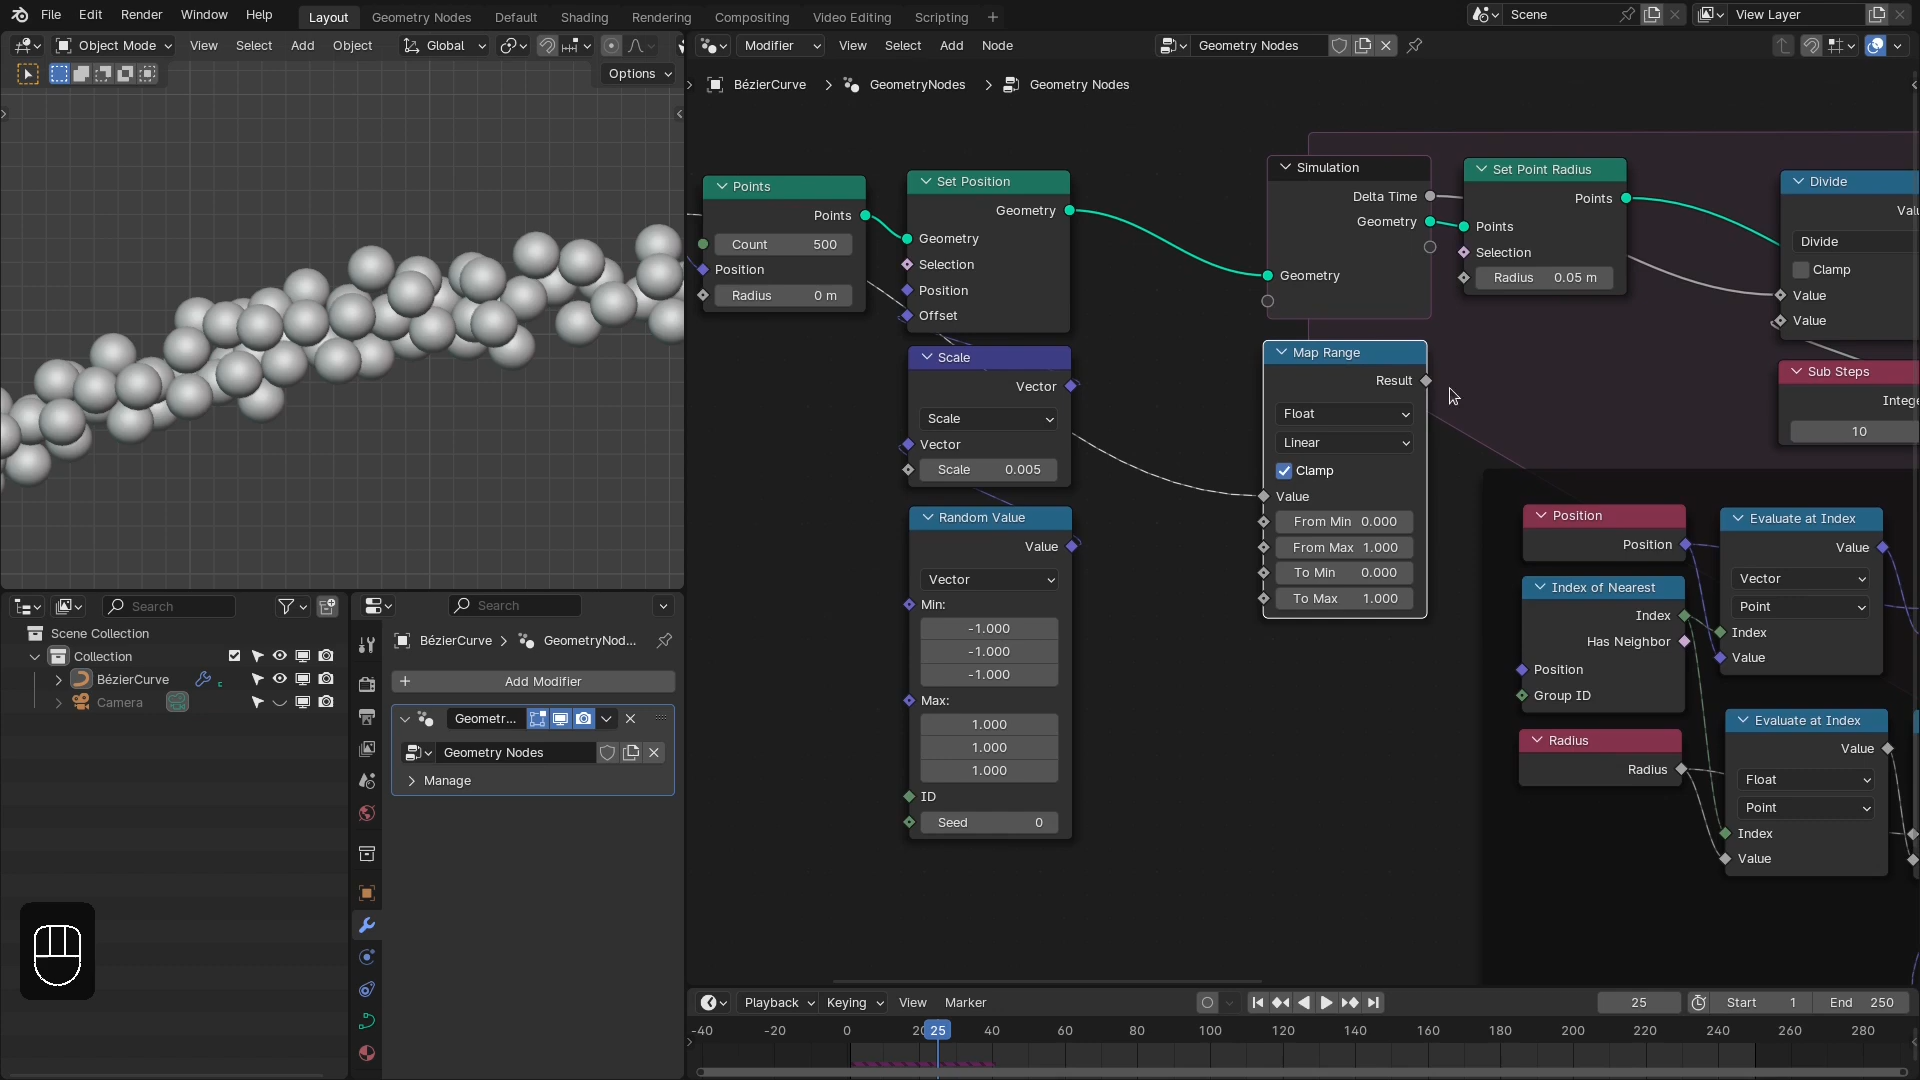 File Edit Render Window Help Layout Geometry Nodes Default Shading Rendering Compositing Video Editing Scripting + Scene View Layer
Object Mode View Select Add Object Global
Options
Modifier View Select Add Node Geometry Nodes
BézierCurve > GeometryNodes > Geometry Nodes
Points
Points
Count 500
Position
Radius 0 m
Set Position
Geometry
Geometry
Selection
Position
Offset
Scale
Vector
Scale
Vector
Scale 0.005
Random Value
Value
Vector
Min:
-1.000
-1.000
-1.000
Max:
1.000
1.000
1.000
ID
Seed 0
Simulation
Delta Time
Geometry
Geometry
Map Range
Result
Float
Linear
Clamp
Value
From Min 0.000
From Max 1.000
To Min 0.000
To Max 1.000
Set Point Radius
Points
Points
Selection
Radius 0.05 m
Divide
Valu
Divide
Clamp
Value
Value
Sub Steps
Intege
10
Position
Position
Index of Nearest
Index
Has Neighbor
Position
Group ID
Radius
Radius
Evaluate at Index
Value
Vector
Point
Index
Value
Evaluate at Index
Value
Float
Point
Index
Value
Search
Scene Collection
Collection
BézierCurve
Camera
Search
BézierCurve > GeometryNod...
+ Add Modifier
Geometr...
Geometry Nodes
Manage
Playback Keying View Marker 25 Start 1 End 250
-40 -20 0 20 25 40 60 80 100 120 140 160 180 200 220 240 260 280